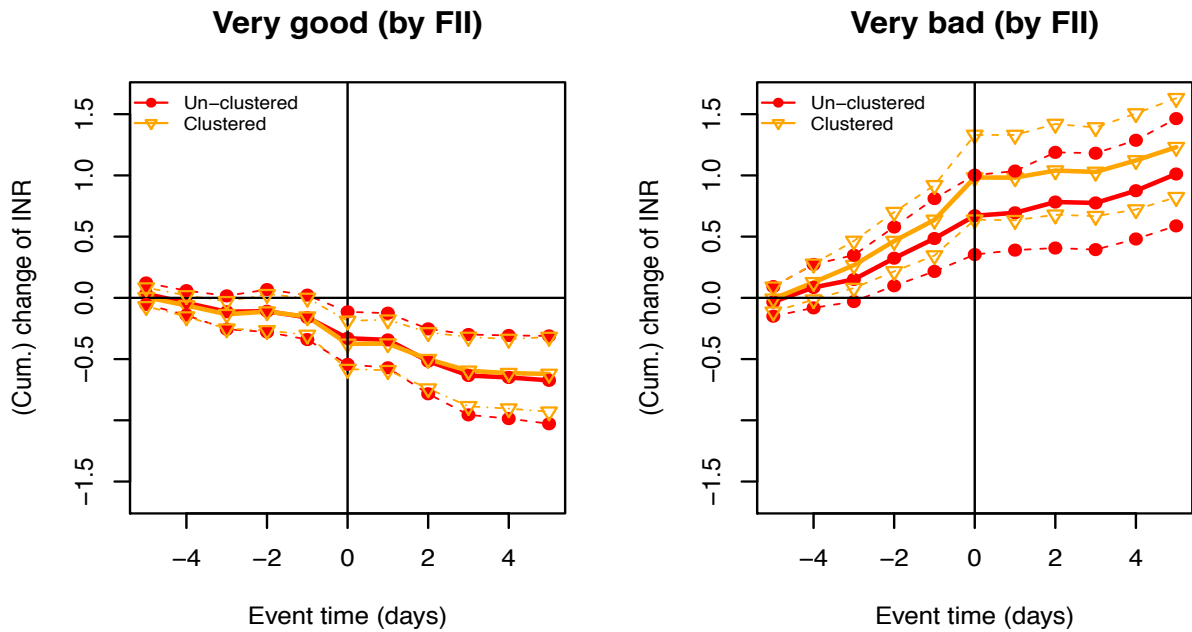 Very good (by FII)
Un−clustered
Clustered
(Cum.) change of INR
1.5
1.0
0.5
0.0
−0.5
−1.5
−4
−2
0
2
4
Event time (days)
Very bad (by FII)
Un−clustered
Clustered
(Cum.) change of INR
1.5
1.0
0.5
0.0
−0.5
−1.5
−4
−2
0
2
4
Event time (days)